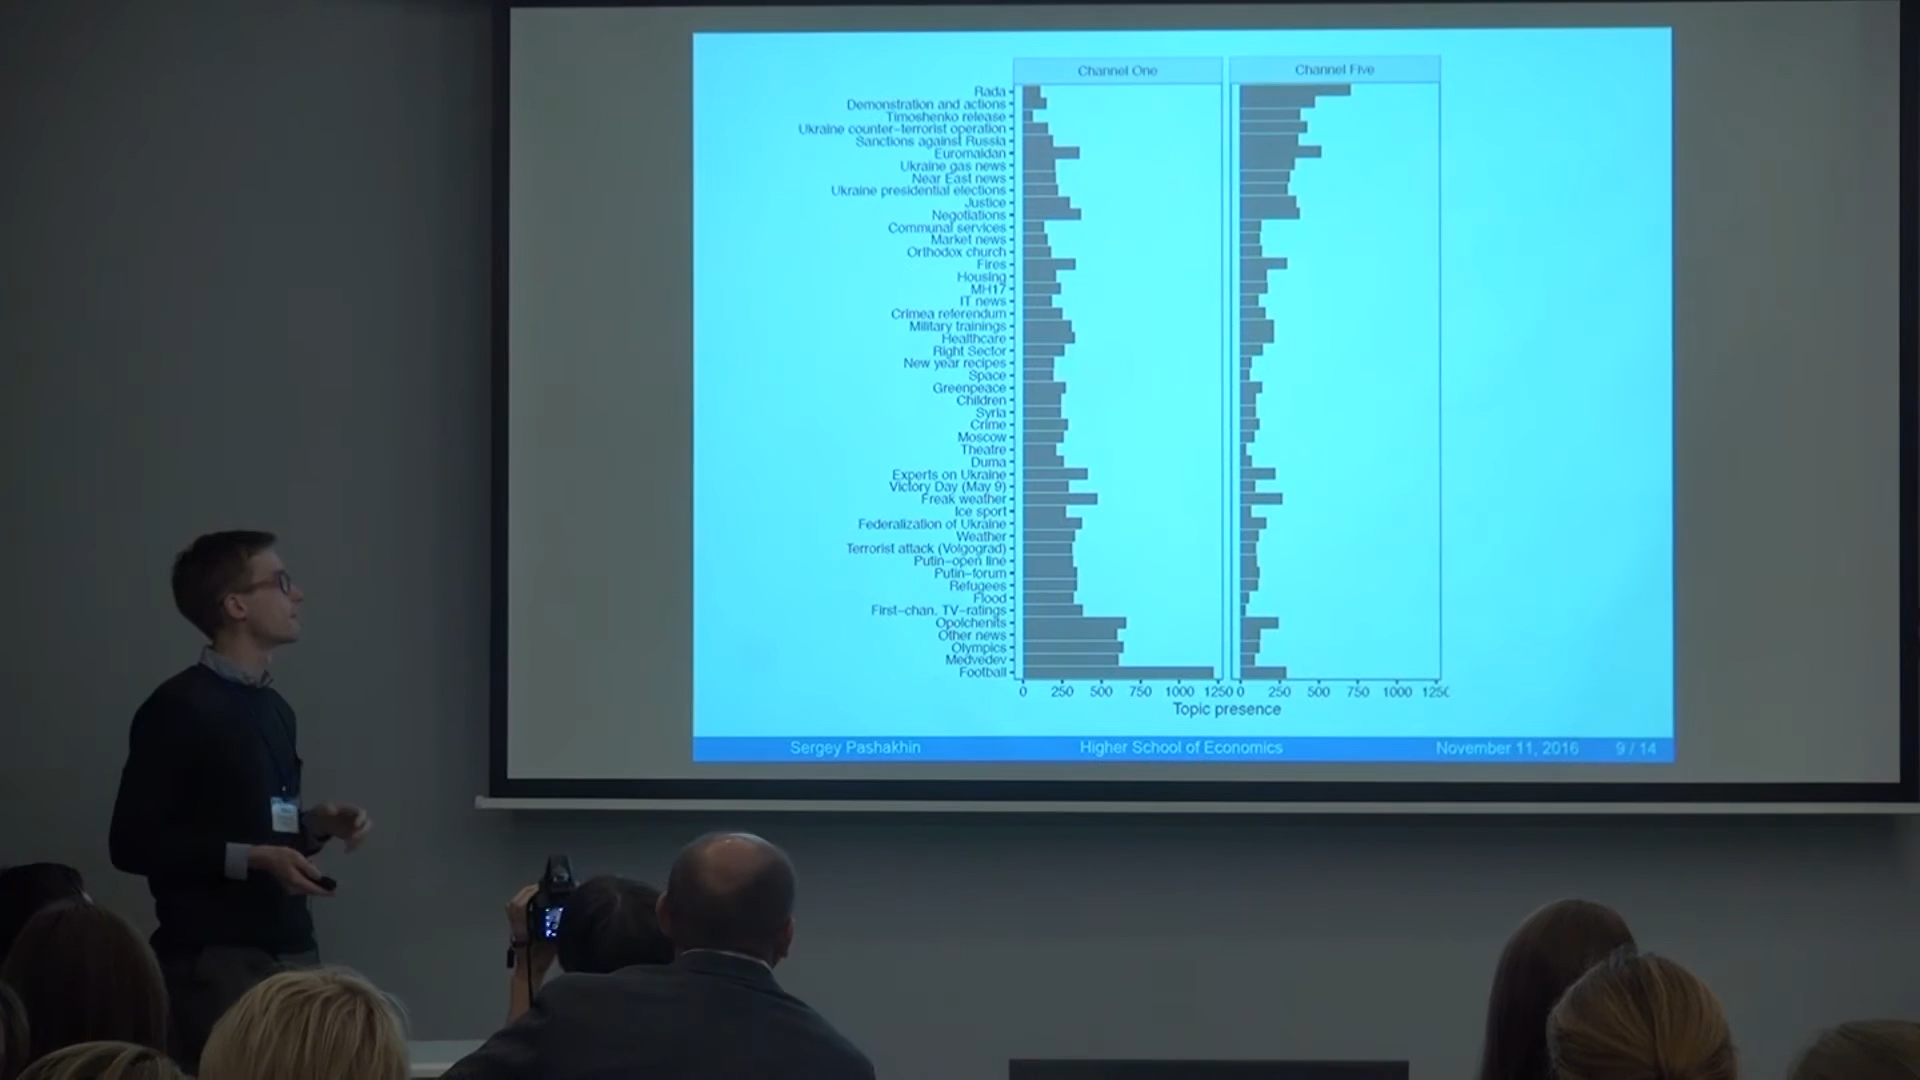 Channel One
Channel Five
Rada
Demonstration and actions
Timoshenko release
Ukraine counter-terrorist operation
Sanctions against Russia
Euromaidan
Ukraine gas news
Near East news
Ukraine presidential elections
Justice
Negotiations
Communal services
Market news
Orthodox church
Fires
Housing
MH17
IT news
Crimea referendum
Military trainings
Healthcare
Right Sector
New year recipes
Space
Greenpeace
Children
Syria
Crime
Moscow
Theatre
Duma
Experts on Ukraine
Victory Day (May 9)
Freak weather
Ice sport
Federalization of Ukraine
Weather
Terrorist attack (Volgograd)
Putin-open line
Putin-forum
Refugees
Flood
First-chan. TV-ratings
Opolchenits
Other news
Olympics
Medvedev
Football
0 250 500 750 1000 1250 0 250 500 750 1000 1250
Topic presence
Sergey Pashakhin Higher School of Economics November 11, 2016 9 / 14